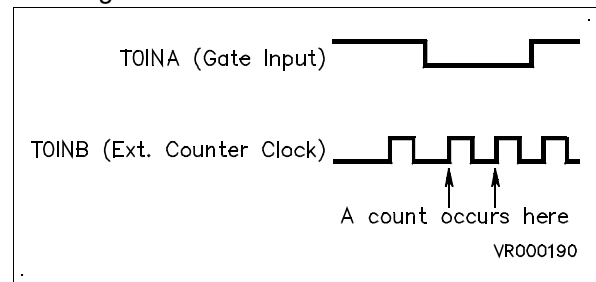 T0INA (Gate Input)
T0INB (Ext. Counter Clock)
A count occurs here
VR000190